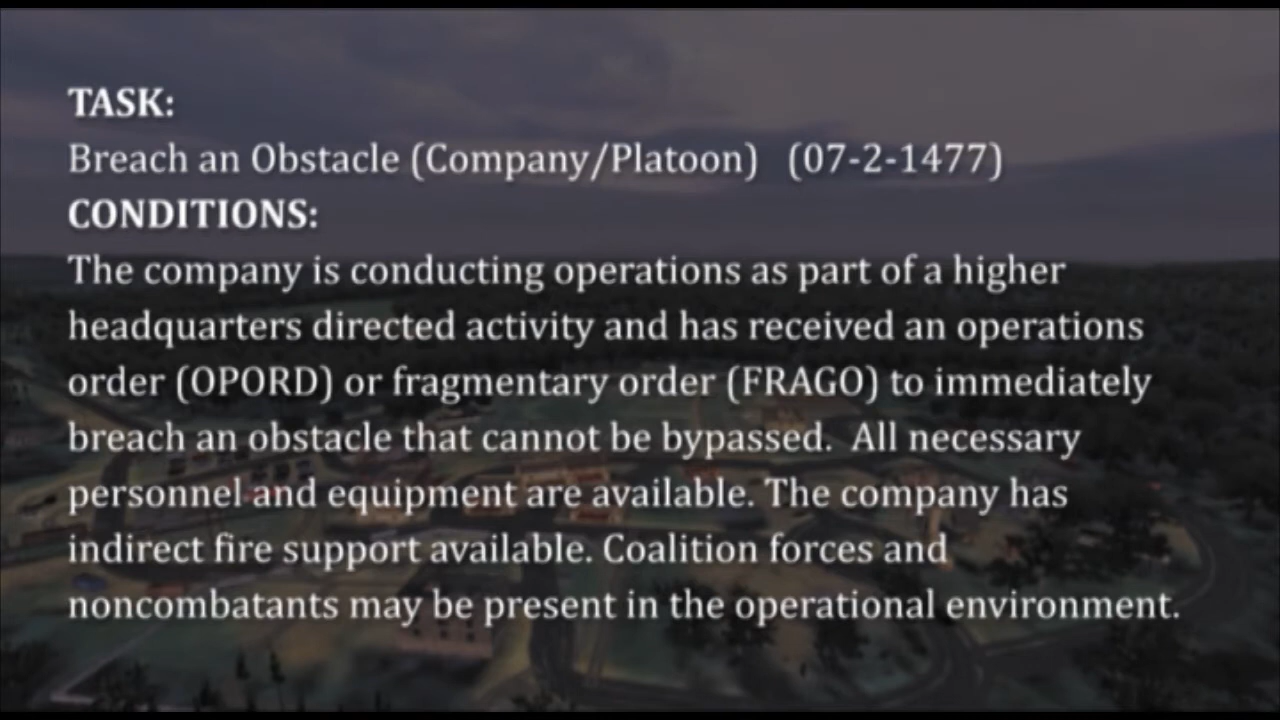 TASK:
Breach an Obstacle (Company/Platoon) (07-2-1477)
CONDITIONS:
The company is conducting operations as part of a higher
headquarters directed activity and has received an operations
order (OPORD) or fragmentary order (FRAGO) to immediately
breach an obstacle that cannot be bypassed. All necessary
personnel and equipment are available. The company has
indirect fire support available. Coalition forces and
noncombatants may be present in the operational environment.